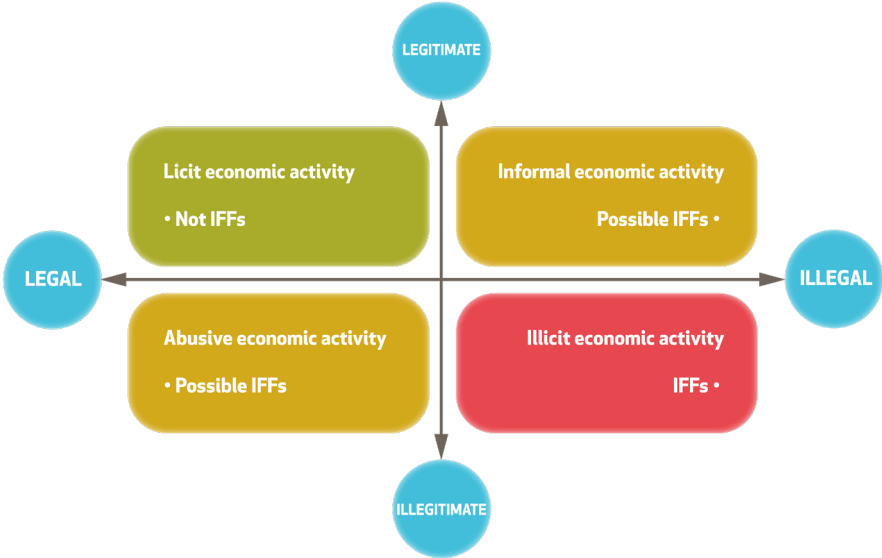 LEGITIMATE
Licit economic activity
• Not IFFs
Informal economic activity
Possible IFFs •
LEGAL
ILLEGAL
Abusive economic activity
• Possible IFFs
Illicit economic activity
IFFs •
ILLEGITIMATE